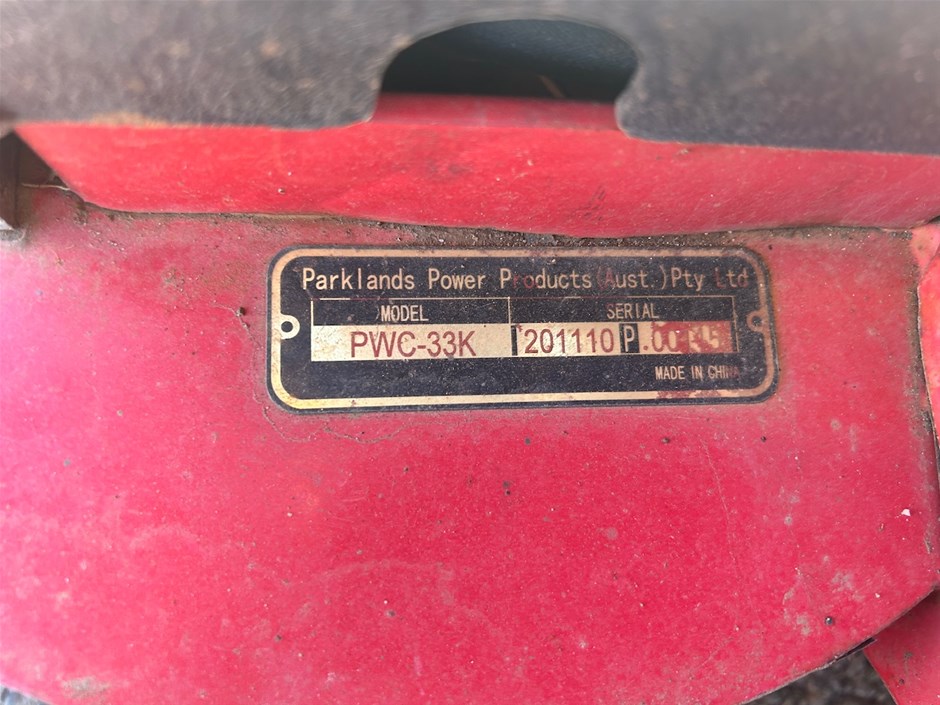 Parklands Power Products (Aust.) Pty Ltd
MODEL SERIAL
PWC-33K 201110 P
MADE IN CHINA